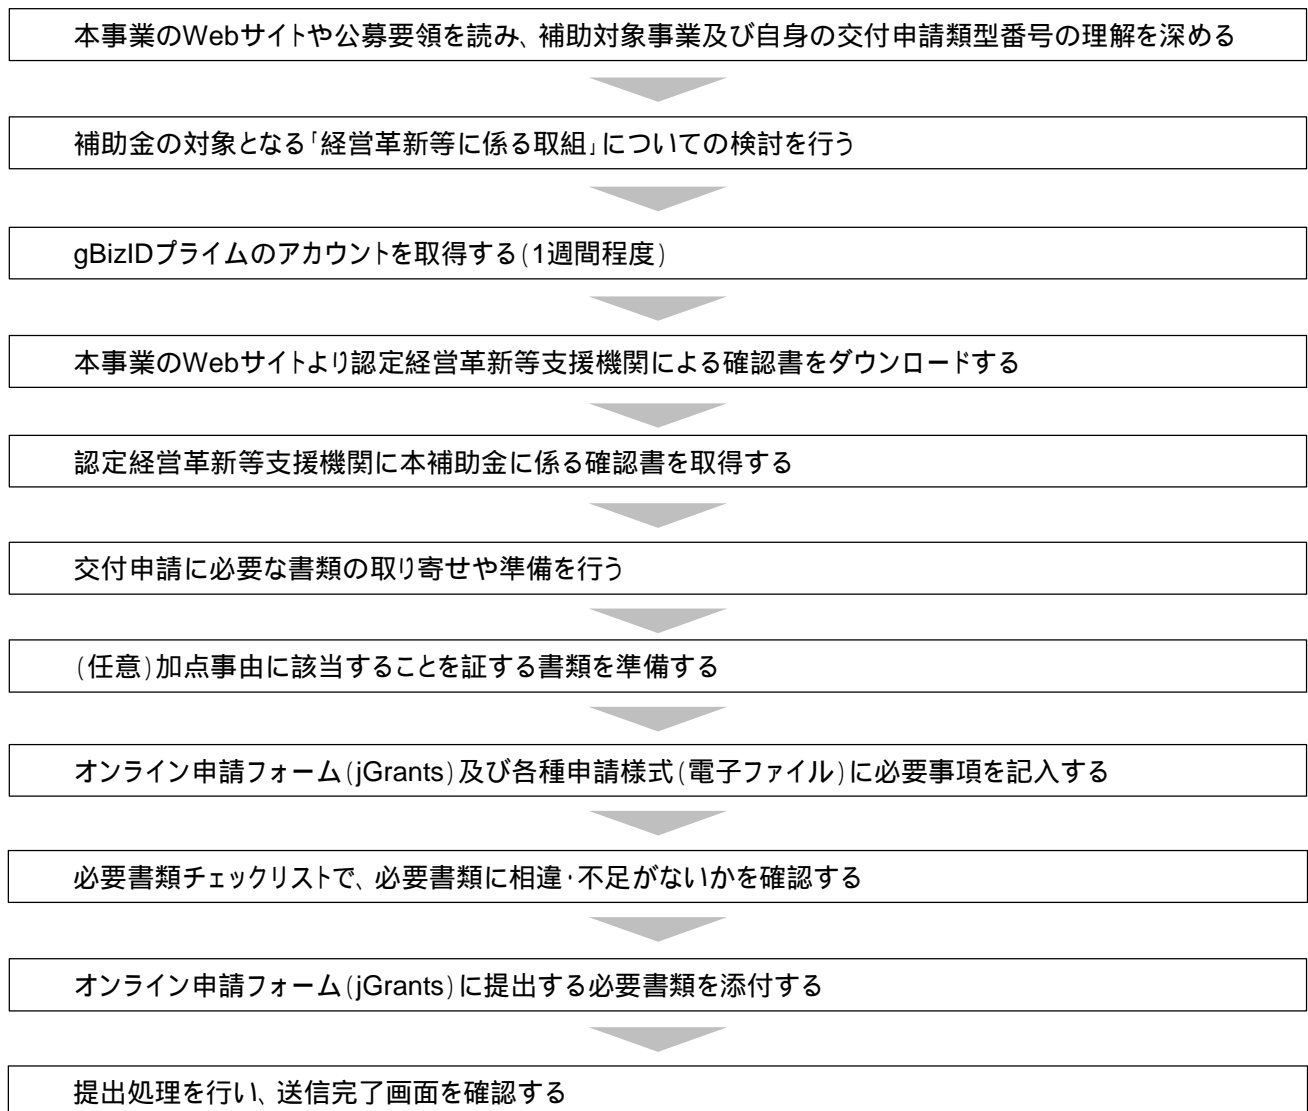 本事業のWebサイトや公募要領を読み、補助対象事業及び自身の交付申請類型番号の理解を深める
補助金の対象となる「経営革新等に係る取組」についての検討を行う
gBizIDプライムのアカウントを取得する(1週間程度)
本事業のWebサイトより認定経営革新等支援機関による確認書をダウンロードする
認定経営革新等支援機関に本補助金に係る確認書を取得する
交付申請に必要な書類の取り寄せや準備を行う
(任意)加点事由に該当することを証する書類を準備する
オンライン申請フォーム(jGrants)及び各種申請様式(電子ファイル)に必要事項を記入する
必要書類チェックリストで、必要書類に相違・不足がないかを確認する
オンライン申請フォーム(jGrants)に提出する必要書類を添付する
提出処理を行い、送信完了画面を確認する